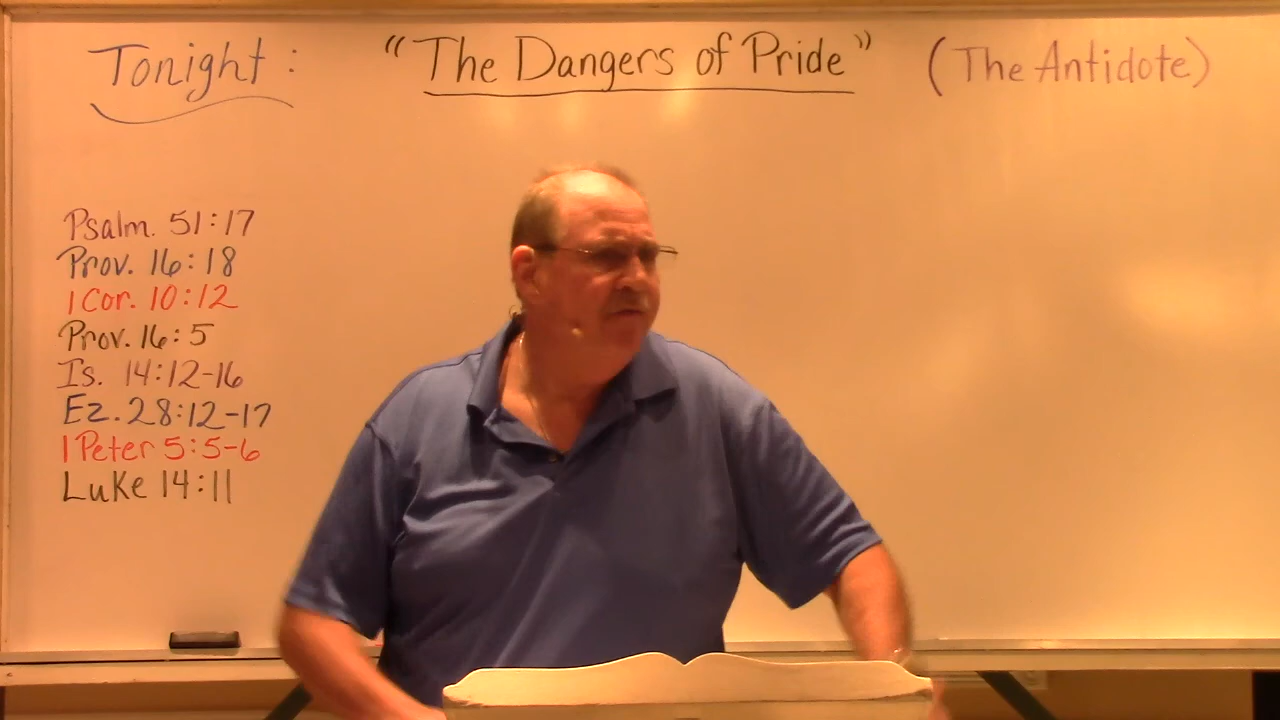 Tonight: "The Dangers of Pride" (The Antidote)
Psalm. 51:17
Prov. 16:18
1 Cor. 10:12
Prov. 16:5
Is. 14:12-16
Ez. 28:12-17
1 Peter 5:5-6
Luke 14:11